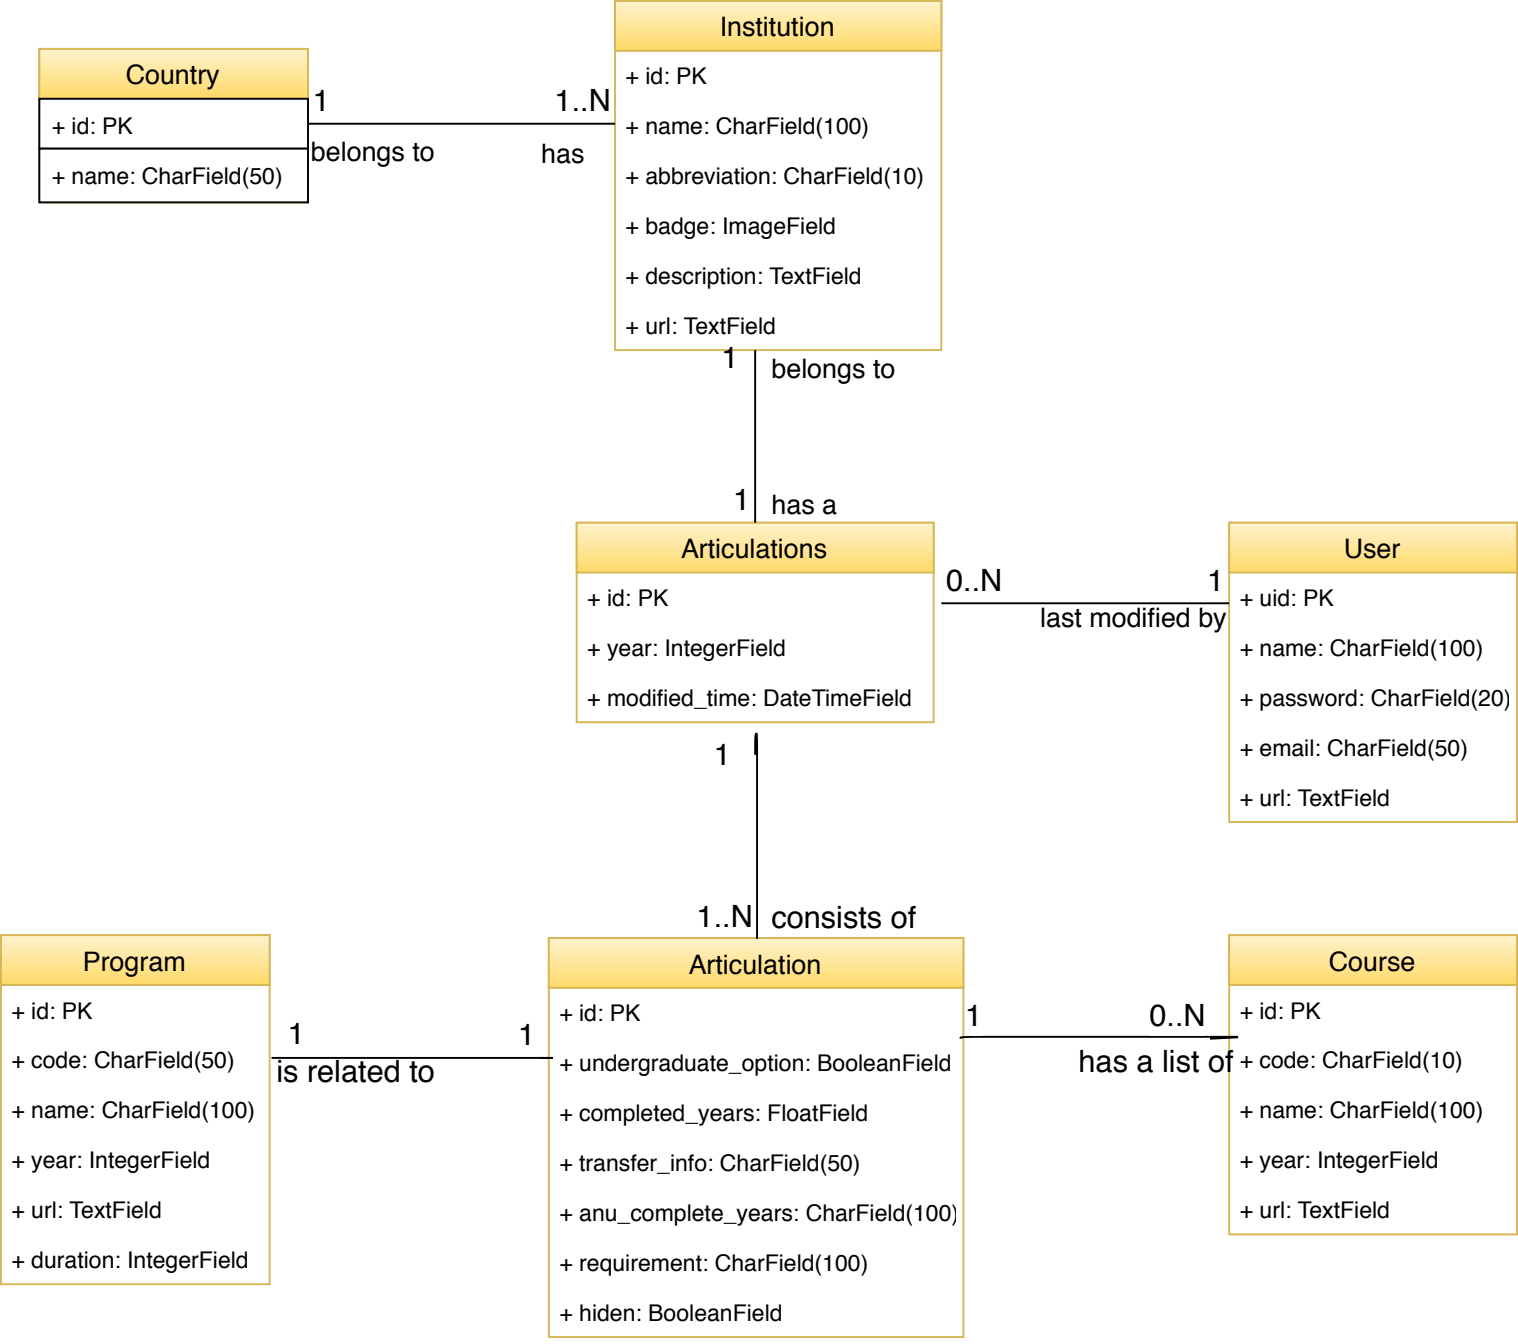 Institution
+ id: PK
+ name: CharField(100)
+ abbreviation: CharField(10)
+ badge: ImageField
+ description: TextField
+ url: TextField
Country
+ id: PK
+ name: CharField(50)
1
1..N
belongs to
has
1
belongs to
1
has a
Articulations
+ id: PK
+ year: IntegerField
+ modified_time: DateTimeField
0..N
1
last modified by
User
+ uid: PK
+ name: CharField(100)
+ password: CharField(20)
+ email: CharField(50)
+ url: TextField
1
1..N
consists of
Program
+ id: PK
+ code: CharField(50)
+ name: CharField(100)
+ year: IntegerField
+ url: TextField
+ duration: IntegerField
1
1
is related to
Articulation
+ id: PK
+ undergraduate_option: BooleanField
+ completed_years: FloatField
+ transfer_info: CharField(50)
+ anu_complete_years: CharField(100)
+ requirement: CharField(100)
+ hiden: BooleanField
1
0..N
has a list of
Course
+ id: PK
+ code: CharField(10)
+ name: CharField(100)
+ year: IntegerField
+ url: TextField